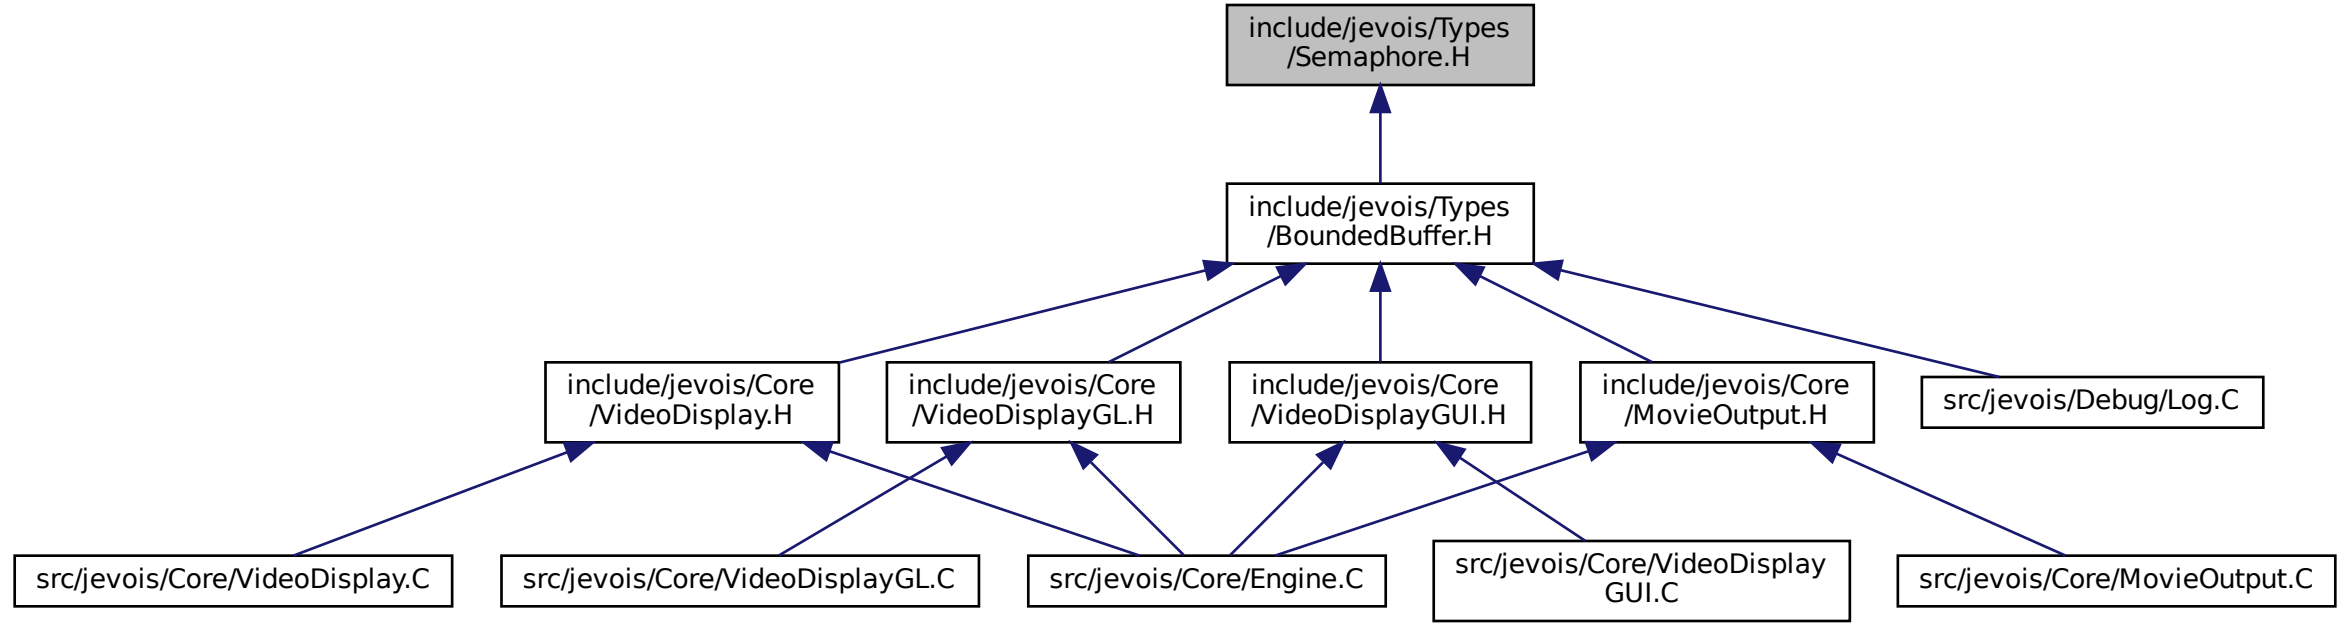 include/jevois/Types
/Semaphore.H
include/jevois/Types
/BoundedBuffer.H
include/jevois/Core
/VideoDisplay.H
include/jevois/Core
/VideoDisplayGL.H
include/jevois/Core
/VideoDisplayGUI.H
include/jevois/Core
/MovieOutput.H
src/jevois/Debug/Log.C
src/jevois/Core/VideoDisplay.C
src/jevois/Core/VideoDisplayGL.C
src/jevois/Core/Engine.C
src/jevois/Core/VideoDisplay
GUI.C
src/jevois/Core/MovieOutput.C